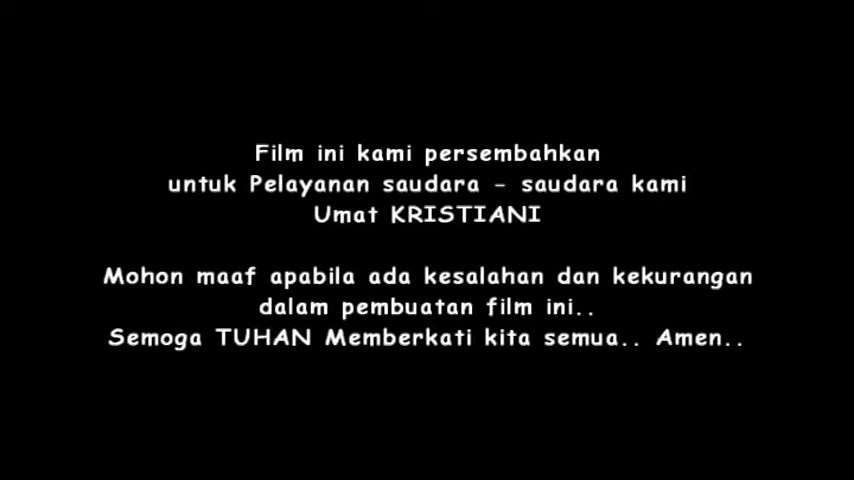 Film ini kami persembahkan
untuk Pelayanan saudara - saudara kami
Umat KRISTIANI
Mohon maaf apabila ada kesalahan dan kekurangan
dalam pembuatan film ini..
Semoga TUHAN Memberkati kita semua.. Amen..